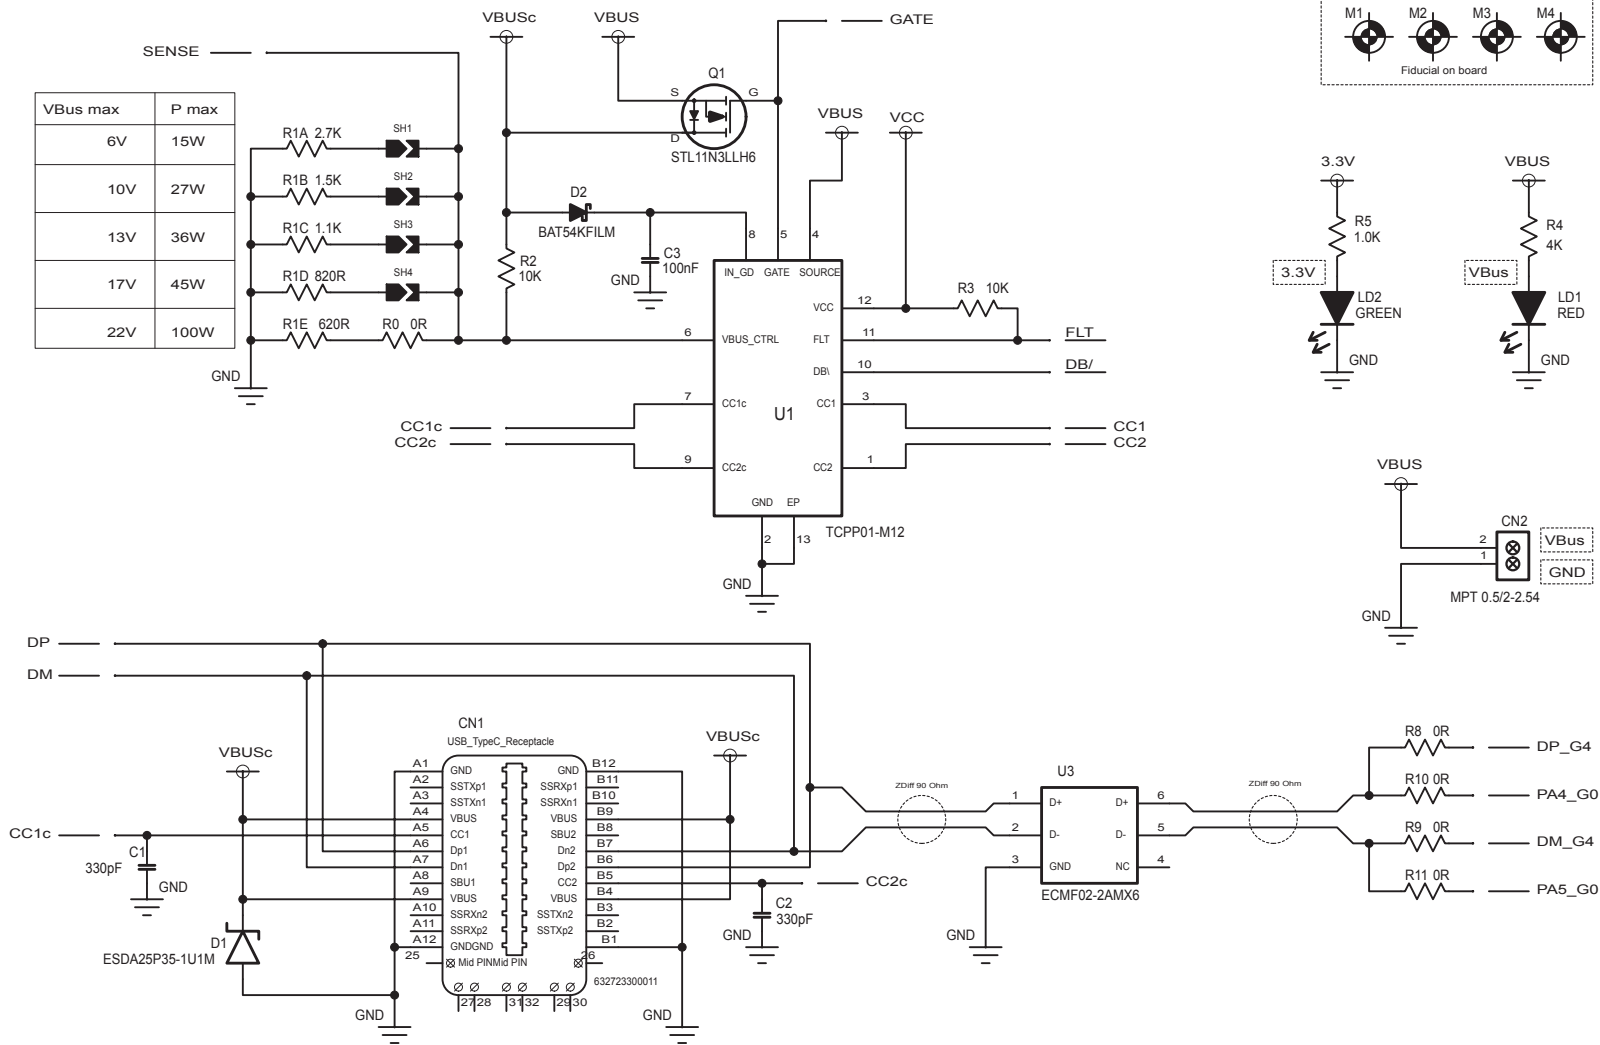 VBUSc
VBUS
GATE
SENSE
M1 M2 M3 M4
Fiducial on board
VBus max P max
6V 15W
10V 27W
13V 36W
17V 45W
22V 100W
R1A 2.7K SH1
R1B 1.5K SH2
R1C 1.1K SH3
R1D 820R SH4
R1E 620R R0 0R
GND
Q1
S G
D
STL11N3LLH6
VBUS
VCC
D2
BAT54KFILM
R2
10K
C3
100nF
GND
8 5 4
IN_GD GATE SOURCE
VCC 12
R3 10K
6 VBUS_CTRL
FLT 11 FLT
DB\ 10 DB/
7 CC1c
CC1 3
U1
CC1c
CC2c
CC1
CC2
9 CC2c
CC2 1
GND EP
TCPP01-M12
2 13
GND
3.3V
R5
1.0K
3.3V
LD2
GREEN
GND
VBUS
R4
4K
VBus
LD1
RED
GND
VBUS
CN2
2 VBus
1 GND
MPT 0.5/2-2.54
GND
DP
DM
CN1
USB_TypeC_Receptacle
VBUSc
VBUSc
A1 GND GND B12
A2 SSTXp1 SSRXp1 B11
A3 SSTXn1 SSRXn1 B10
A4 VBUS VBUS B9
A5 CC1 SBU2 B8
A6 Dp1 Dn2 B7
A7 Dn1 Dp2 B6
A8 SBU1 CC2 B5
A9 VBUS VBUS B4
A10 SSRXn2 SSTXn2 B3
A11 SSRXp2 SSTXp2 B2
A12 GNDGND B1
25 Mid PINMid PIN 26
632723300011
27 28 31 32 29 30
CC1c
C1
330pF
GND
D1
ESDA25P35-1U1M
GND
GND
CC2c
C2
330pF
GND
ZDiff 90 Ohm
U3
1 D+ D+ 6
2 D- D- 5
3 GND NC 4
ECMF02-2AMX6
GND
ZDiff 90 Ohm
R8 0R DP_G4
R10 0R PA4_G0
R9 0R DM_G4
R11 0R PA5_G0